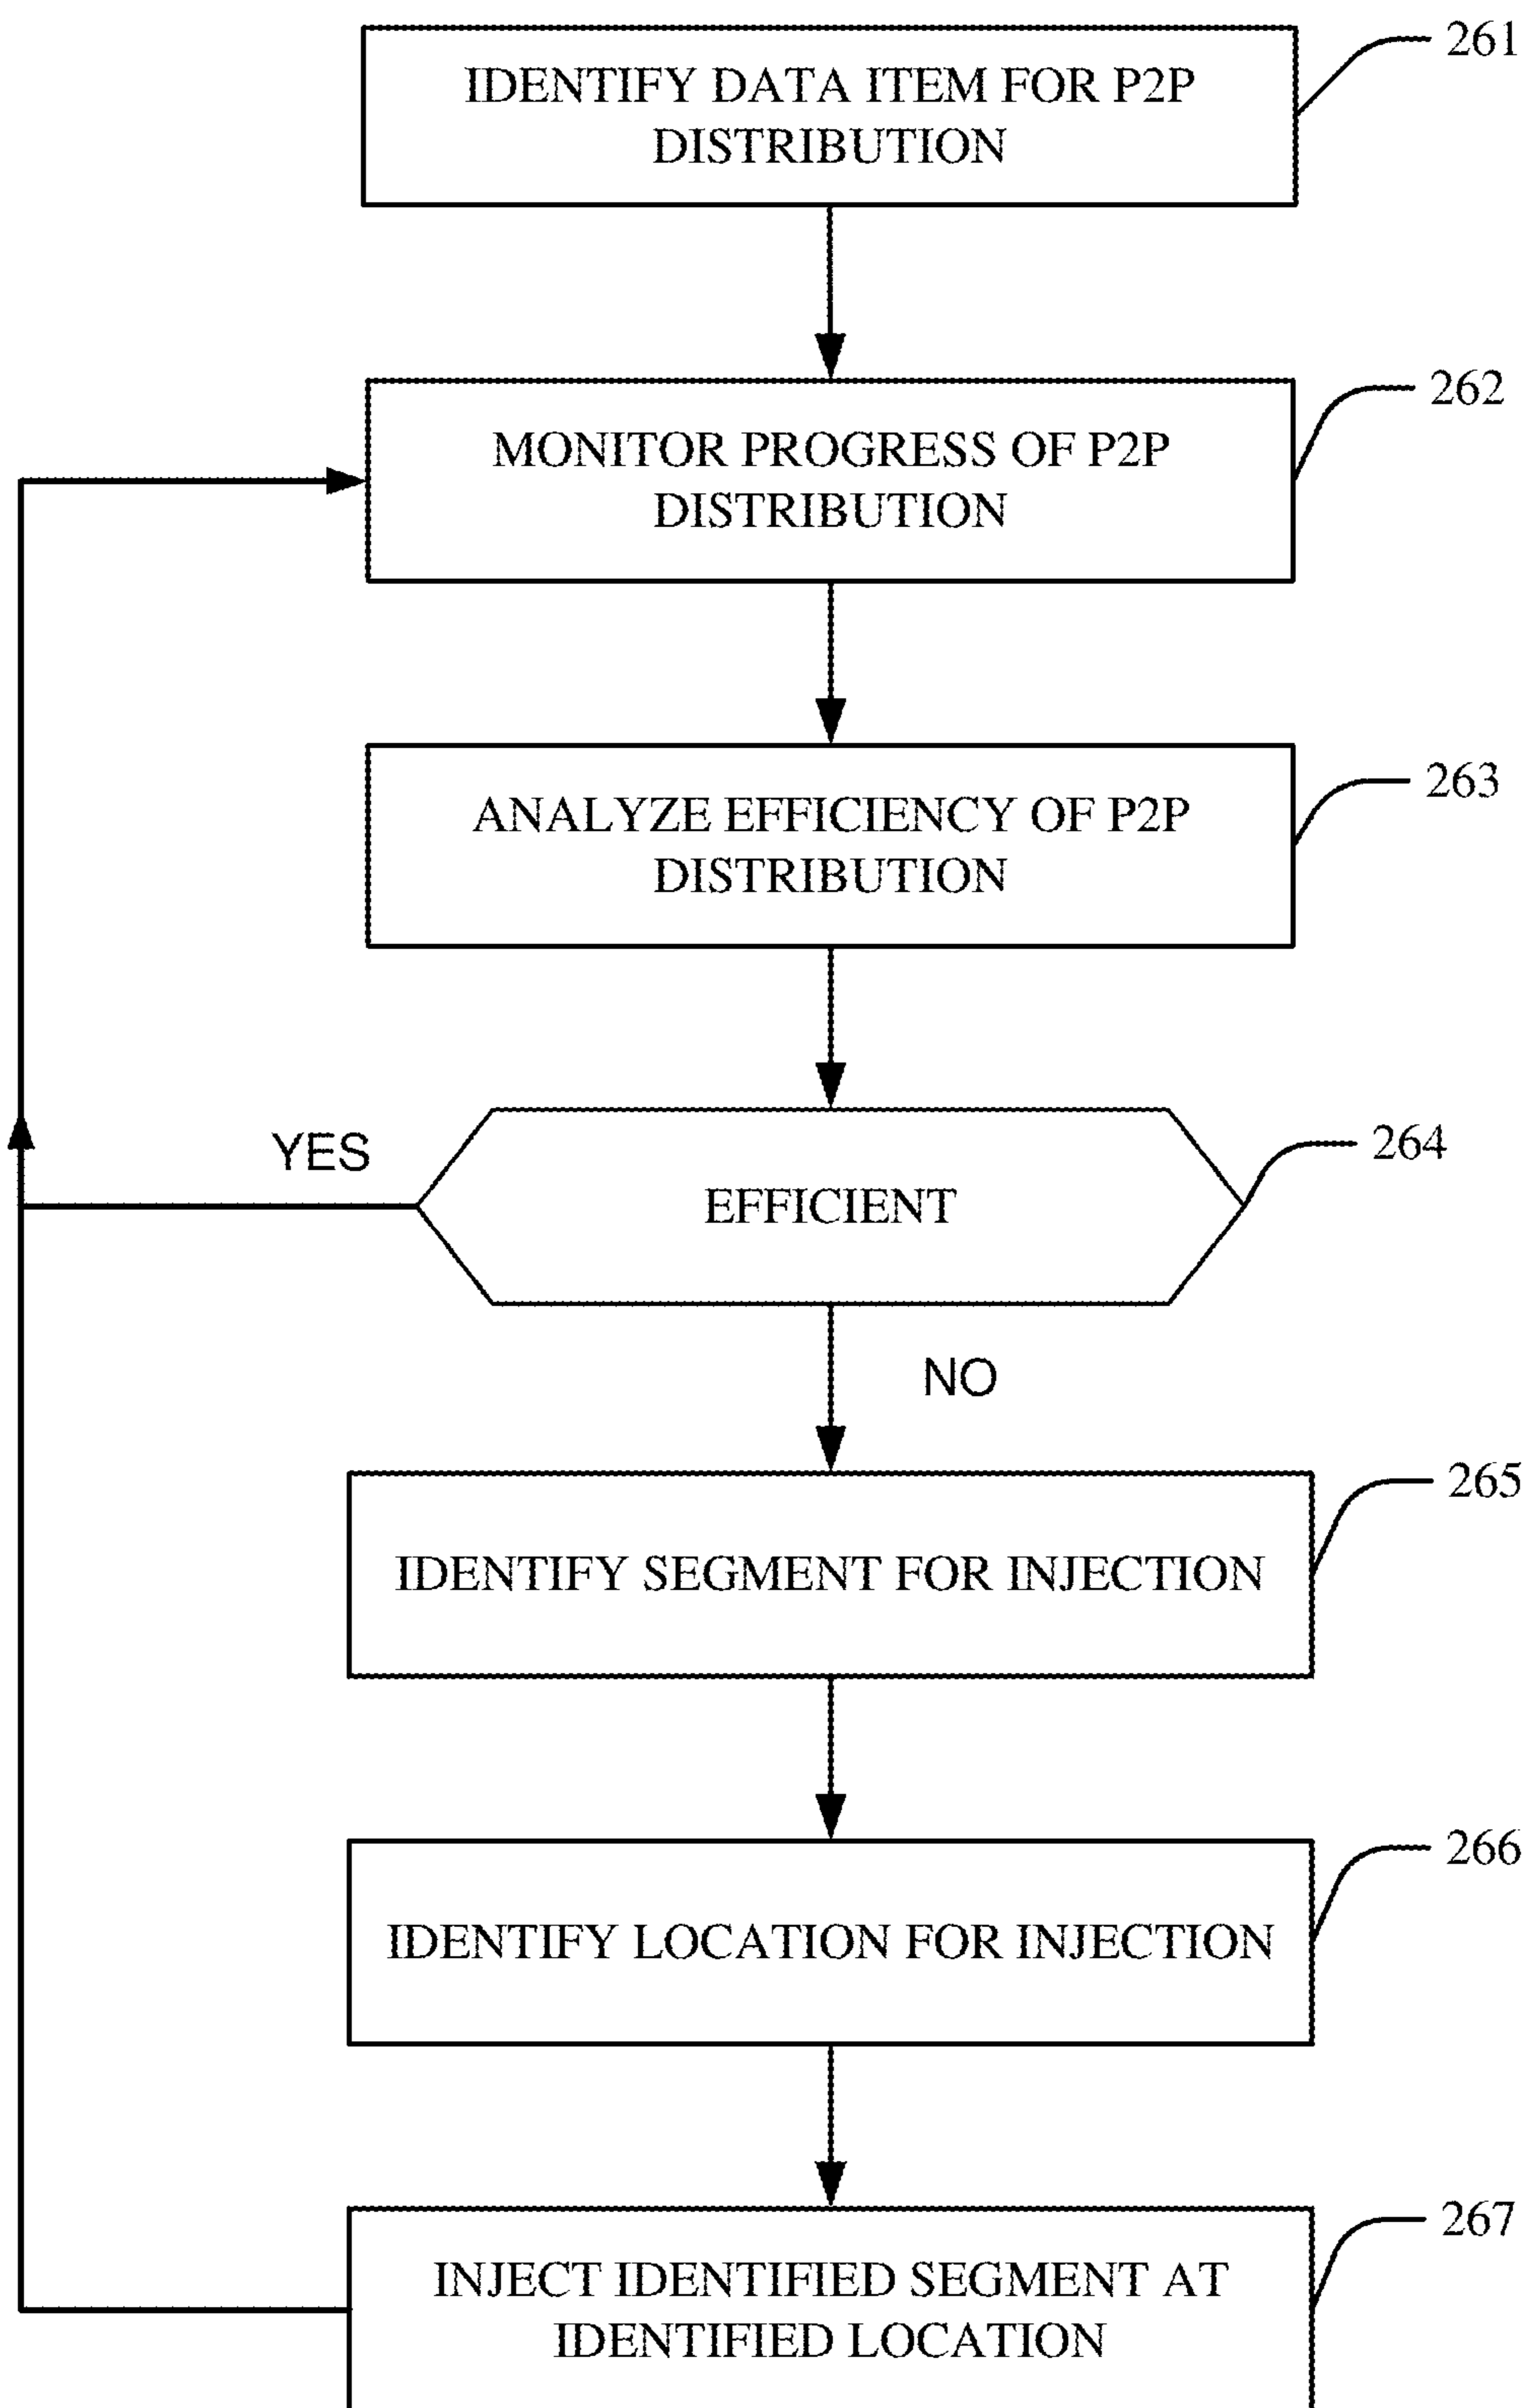 261
IDENTIFY DATA ITEM FOR P2P
DISTRIBUTION
262
MONITOR PROGRESS OF P2P
DISTRIBUTION
263
ANALYZE EFFICIENCY OF P2P
DISTRIBUTION
264
YES
EFFICIENT
NO
265
IDENTIFY SEGMENT FOR INJECTION
266
IDENTIFY LOCATION FOR INJECTION
267
INJECT IDENTIFIED SEGMENT AT
IDENTIFIED LOCATION